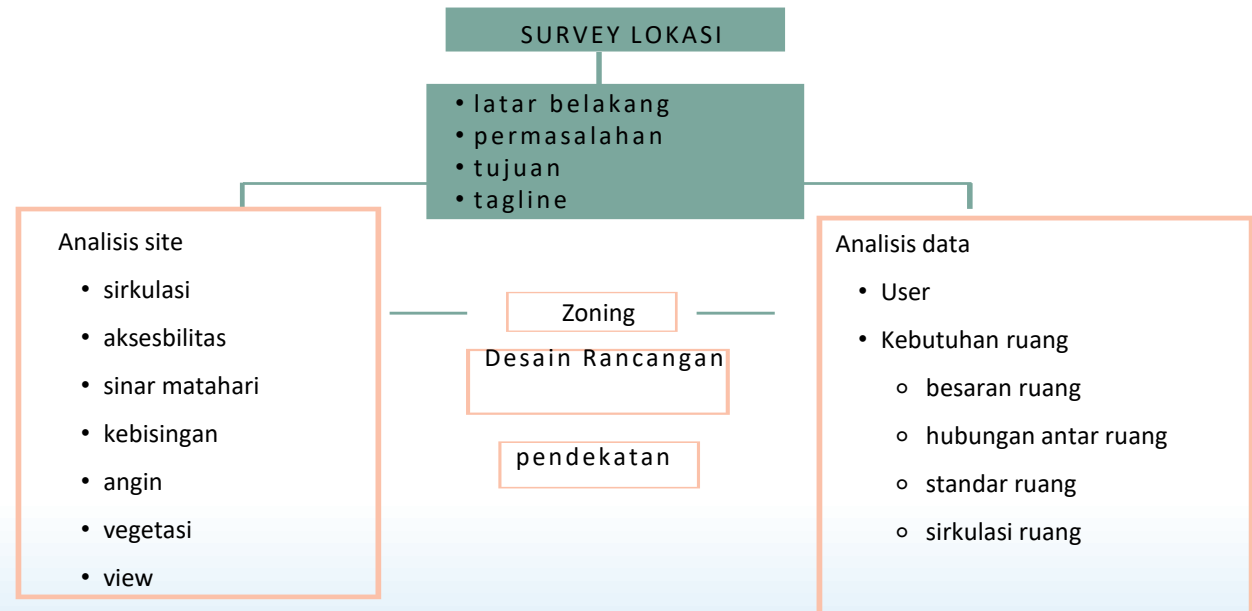 SURVEY LOKASI
• latar belakang
• permasalahan
• tujuan
• tagline
Analisis site
• sirkulasi
• aksesbilitas
• sinar matahari
• kebisingan
• angin
• vegetasi
• view
Zoning
Desain Rancangan
pendekatan
Analisis data
• User
• Kebutuhan ruang
○ besaran ruang
○ hubungan antar ruang
○ standar ruang
○ sirkulasi ruang